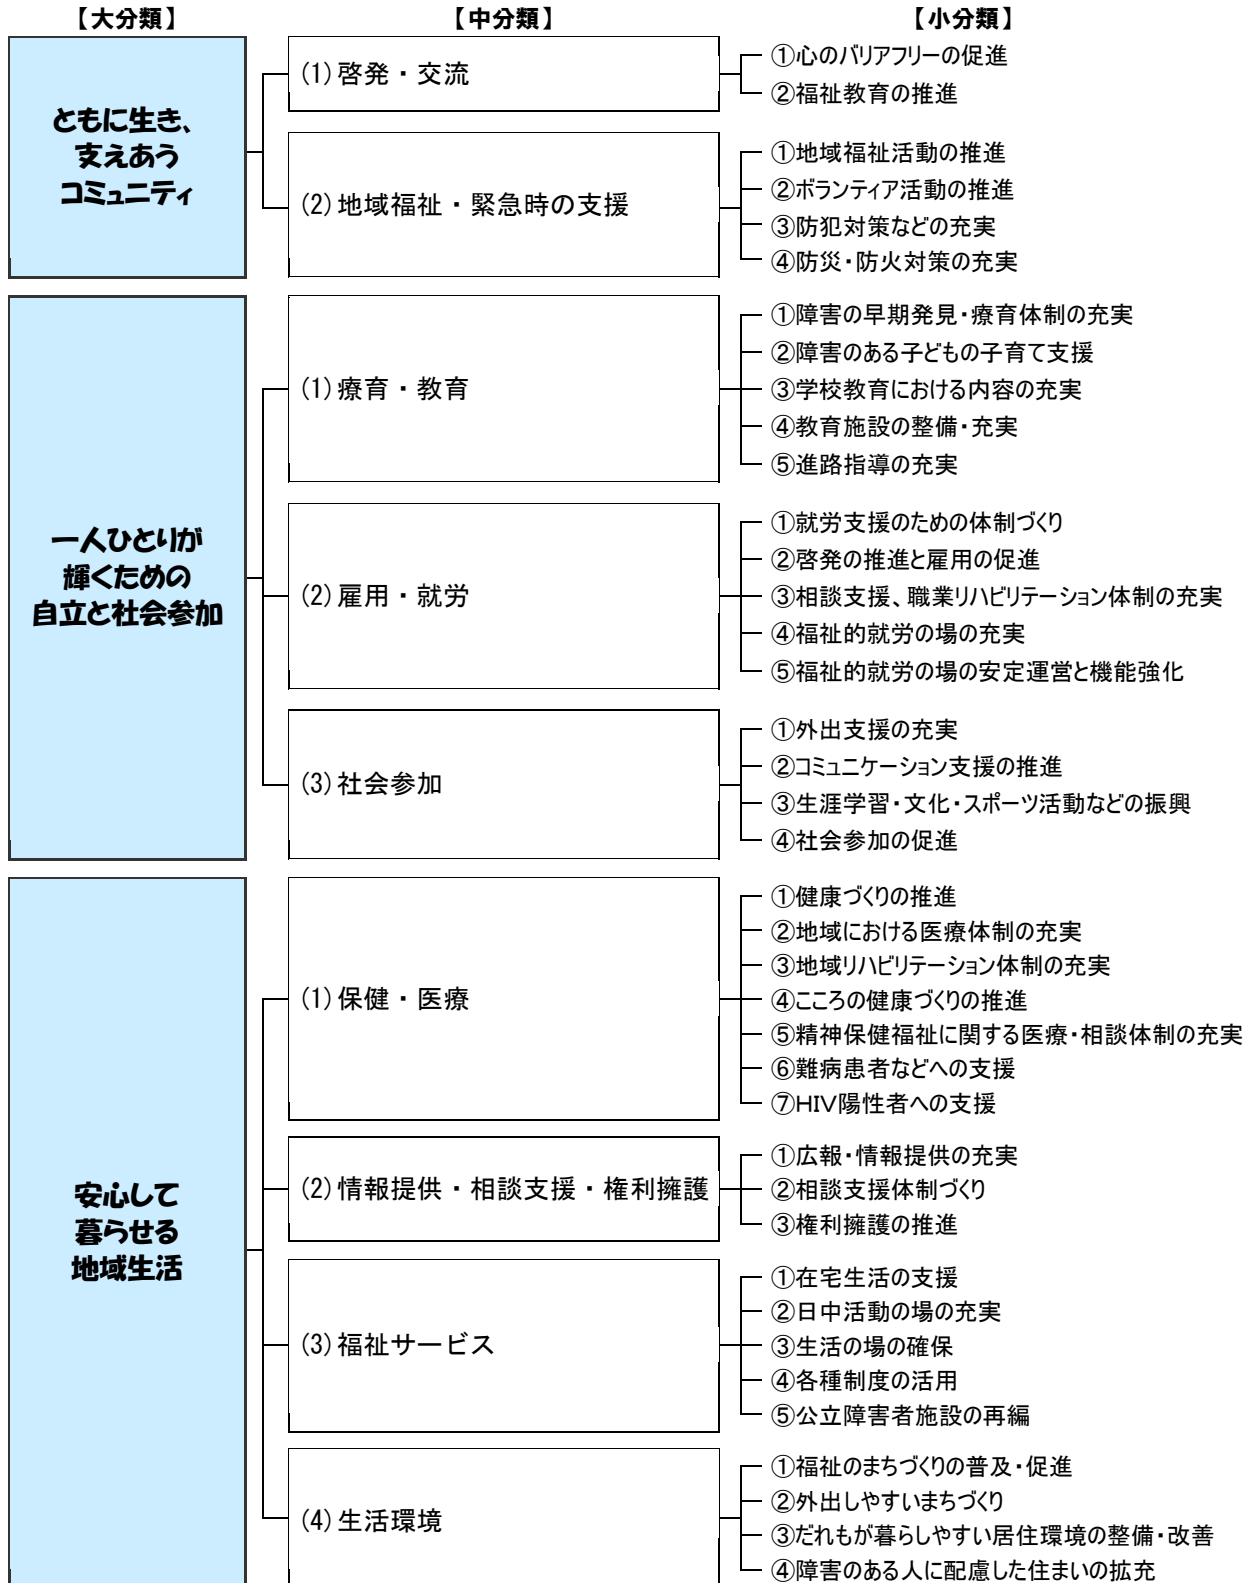 【大分類】 【中分類】 【小分類】
ともに生き、
支えあう
コミュニティ
(1)啓発・交流
①心のバリアフリーの促進
②福祉教育の推進
(2)地域福祉・緊急時の支援
①地域福祉活動の推進
②ボランティア活動の推進
③防犯対策などの充実
④防災・防火対策の充実
一人ひとりが
輝くための
自立と社会参加
(1)療育・教育
①障害の早期発見・療育体制の充実
②障害のある子どもの子育て支援
③学校教育における内容の充実
④教育施設の整備・充実
⑤進路指導の充実
(2)雇用・就労
①就労支援のための体制づくり
②啓発の推進と雇用の促進
③相談支援、職業リハビリテーション体制の充実
④福祉的就労の場の充実
⑤福祉的就労の場の安定運営と機能強化
(3)社会参加
①外出支援の充実
②コミュニケーション支援の推進
③生涯学習・文化・スポーツ活動などの振興
④社会参加の促進
安心して
暮らせる
地域生活
(1)保健・医療
①健康づくりの推進
②地域における医療体制の充実
③地域リハビリテーション体制の充実
④こころの健康づくりの推進
⑤精神保健福祉に関する医療・相談体制の充実
⑥難病患者などへの支援
⑦HIV陽性者への支援
(2)情報提供・相談支援・権利擁護
①広報・情報提供の充実
②相談支援体制づくり
③権利擁護の推進
(3)福祉サービス
①在宅生活の支援
②日中活動の場の充実
③生活の場の確保
④各種制度の活用
⑤公立障害者施設の再編
(4)生活環境
①福祉のまちづくりの普及・促進
②外出しやすいまちづくり
③だれもが暮らしやすい居住環境の整備・改善
④障害のある人に配慮した住まいの拡充